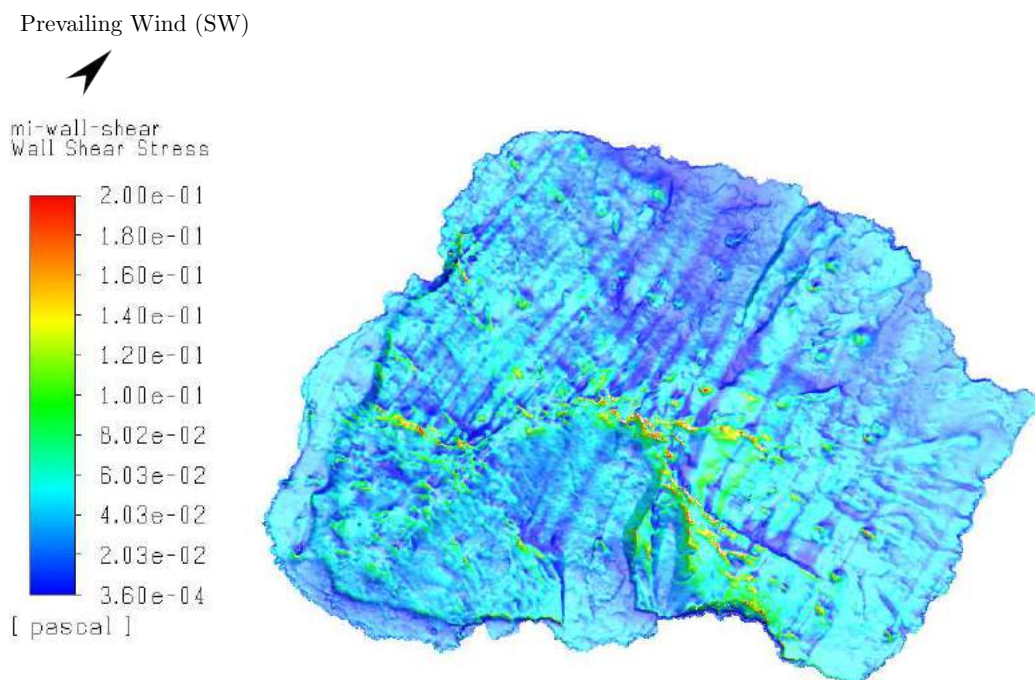 Prevailing Wind (SW)
mi-wall-shear
Wall Shear Stress
2.00e-01
1.80e-01
1.60e-01
1.40e-01
1.20e-01
1.00e-01
8.02e-02
6.03e-02
4.03e-02
2.03e-02
3.60e-04
[ pascal ]